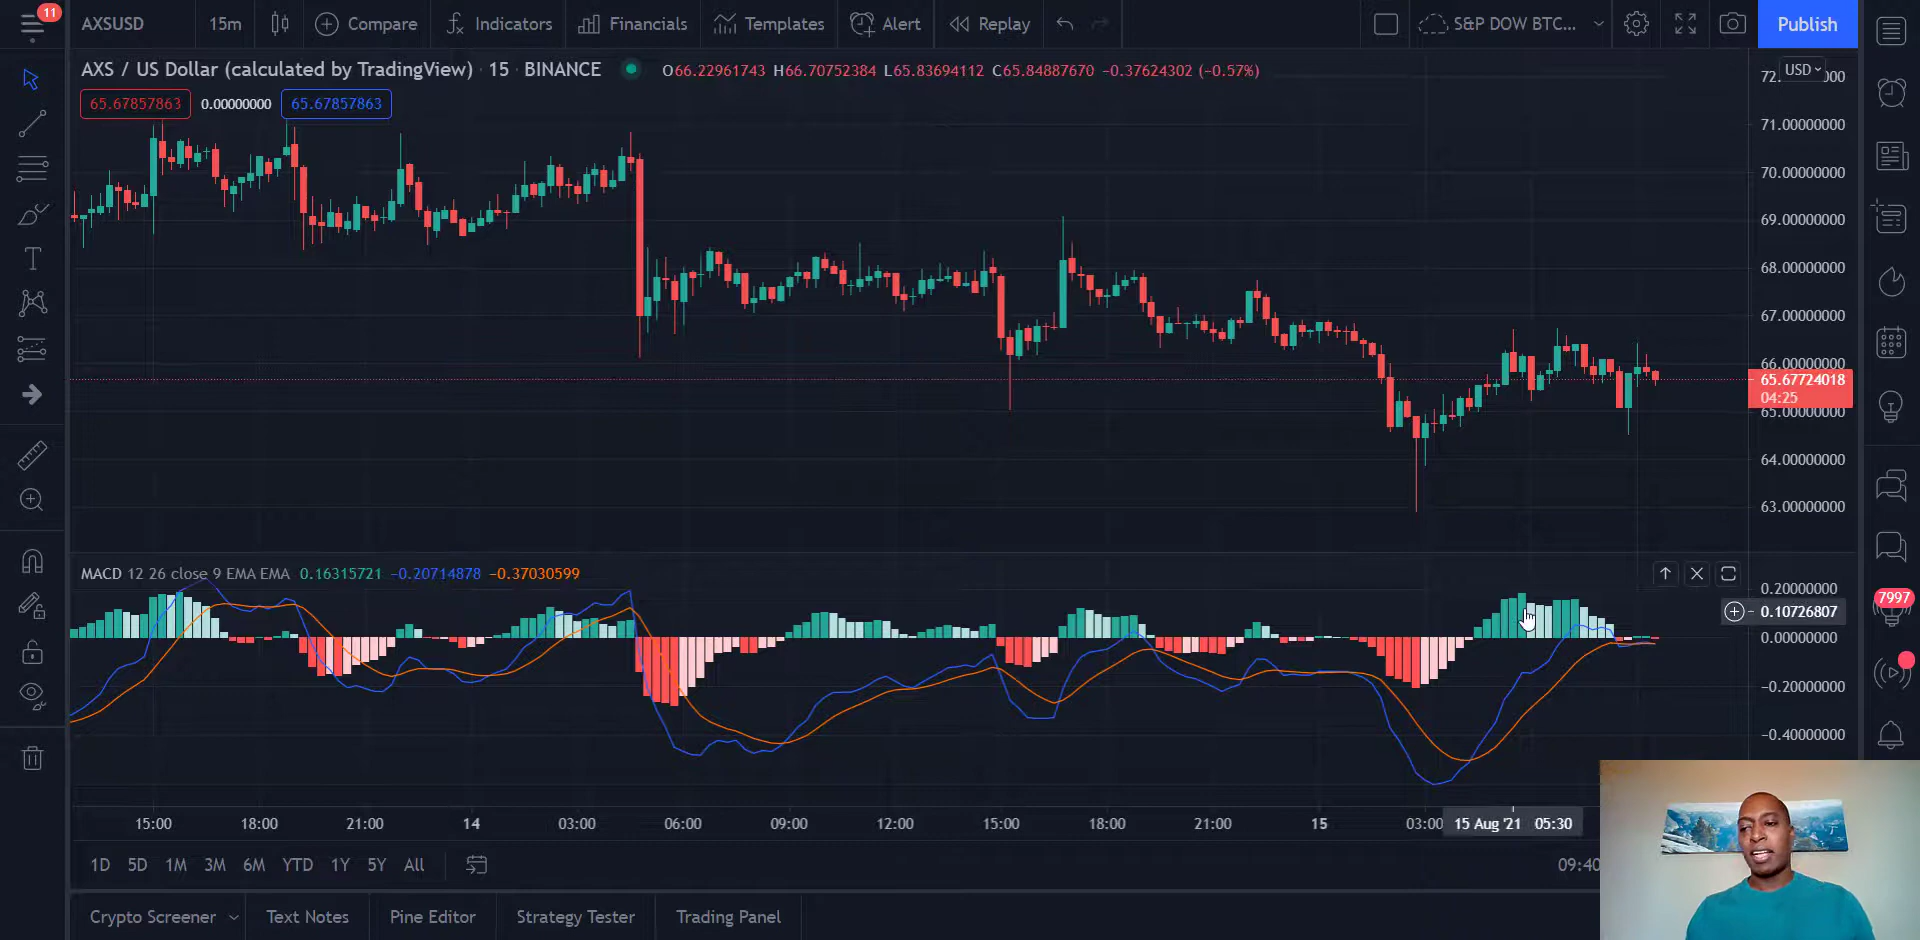 11
AXSUSD 15m Compare Indicators Financials Templates Alert Replay S&P DOW BTC... Publish
AXS / US Dollar (calculated by TradingView) · 15 · BINANCE O66.22961743 H66.70752384 L65.83694112 C65.84887670 −0.37624302 (−0.57%)
USD
65.67857863 0.00000000 65.67857863
71.00000000
70.00000000
69.00000000
68.00000000
67.00000000
66.00000000
65.67724018
04:25
65.00000000
64.00000000
63.00000000
MACD 12 26 close 9 EMA EMA 0.16315721 −0.20714878 −0.37030599
0.20000000
7997
0.10726807
0.00000000
−0.20000000
−0.40000000
15:00 18:00 21:00 14 03:00 06:00 09:00 12:00 15:00 18:00 21:00 15 03:00 15 Aug '21 05:30
1D 5D 1M 3M 6M YTD 1Y 5Y All 09:40
Crypto Screener Text Notes Pine Editor Strategy Tester Trading Panel